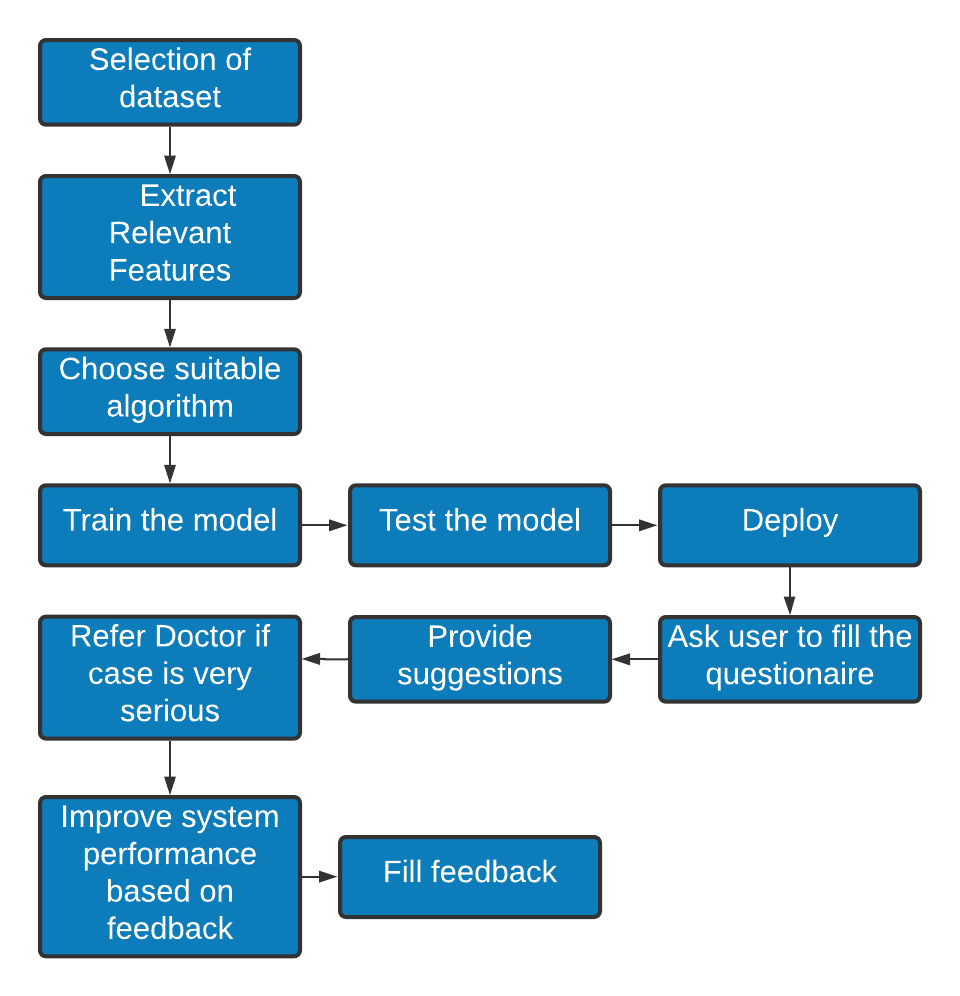 Selection of
dataset
Extract
Relevant
Features
Choose suitable
algorithm
Train the model
Test the model
Deploy
Ask user to fill the
questionaire
Provide
suggestions
Refer Doctor if
case is very
serious
Improve system
performance
based on
feedback
Fill feedback